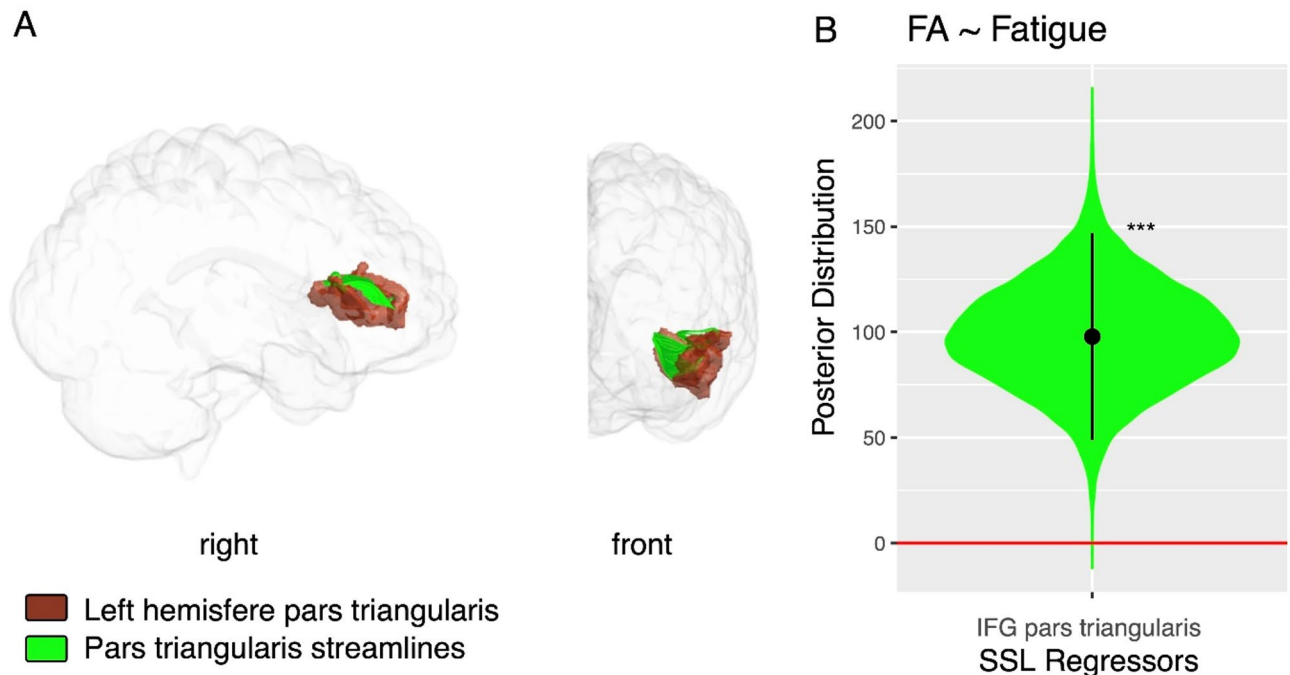 A
right
front
Left hemisfere pars triangularis
Pars triangularis streamlines
B
FA ~ Fatigue
Posterior Distribution
200
150
100
50
0
***
IFG pars triangularis
SSL Regressors